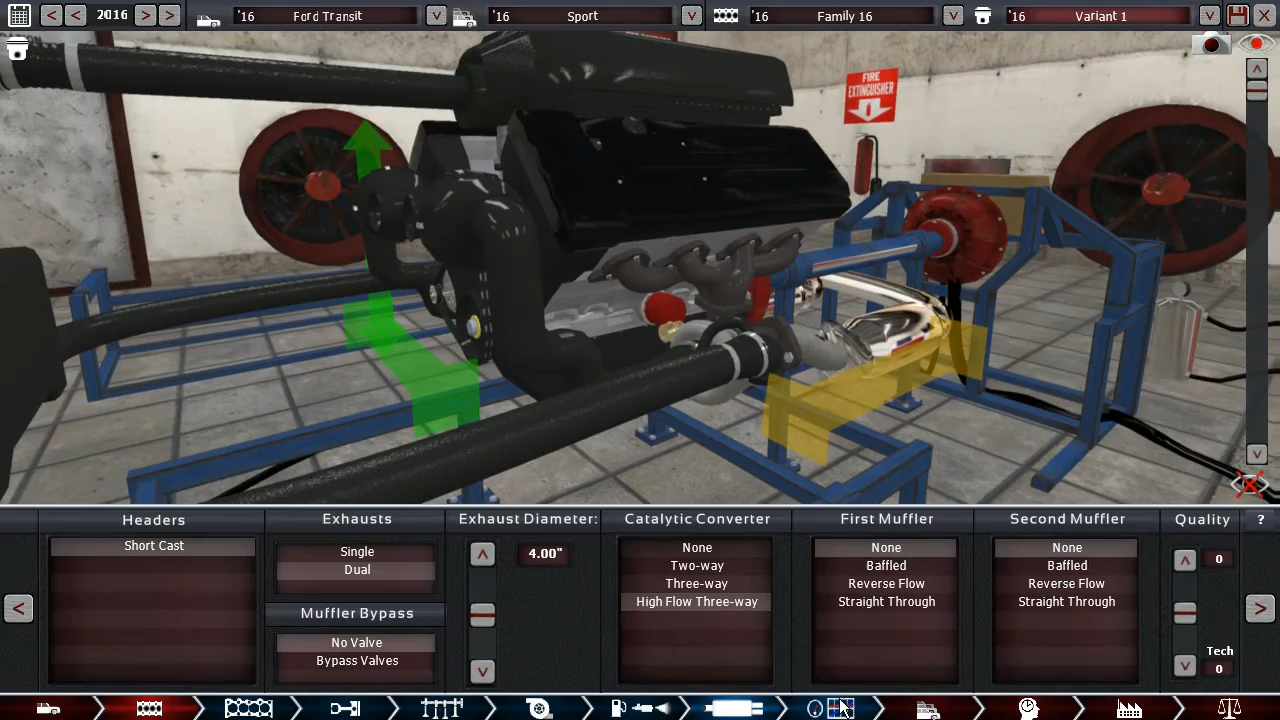 2016
'16 Ford Transit
'16 Sport
'16 Family 16
'16 Variant 1
FIRE
EXTINGUISHER
Headers
Short Cast
Exhausts
Single
Dual
Muffler Bypass
No Valve
Bypass Valves
Exhaust Diameter:
4.00"
Catalytic Converter
None
Two-way
Three-way
High Flow Three-way
First Muffler
None
Baffled
Reverse Flow
Straight Through
Second Muffler
None
Baffled
Reverse Flow
Straight Through
Quality
0
Tech
0
?